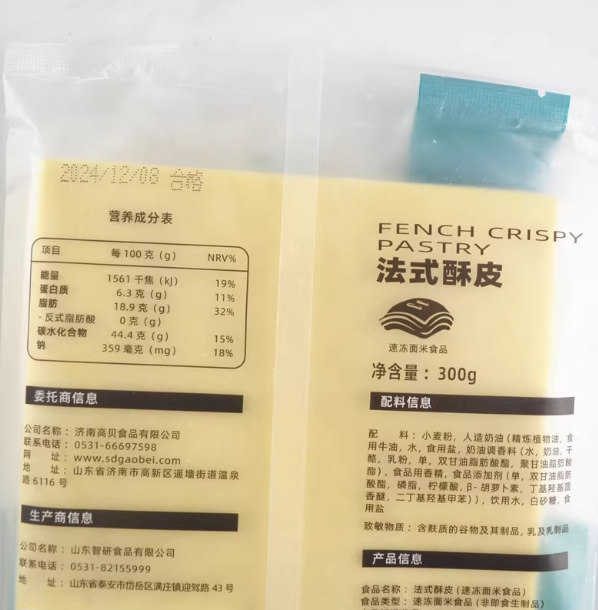 2024/12/08 合格
营养成分表
项目 每 100 克（g） NRV%
能量 1561 千焦（kJ） 19%
蛋白质 6.3 克（g） 11%
脂肪 18.9 克（g） 32%
- 反式脂肪酸 0 克（g）
碳水化合物 44.4 克（g） 15%
钠 359 毫克（mg） 18%
委托商信息
公司名称：济南高贝食品有限公司
联系电话：0531-66697598
网 址：www.sdgaobei.com
地 址：山东省济南市高新区遥墙街道温泉
路 6116 号
生产商信息
公司名称：山东智研食品有限公司
联系电话：0531-82155999
地 址：山东省泰安市岱岳区满庄镇迎驾路 43 号
FENCH CRISPY
PASTRY
法式酥皮
速冻面米食品
净含量：300g
配料信息
配 料：小麦粉，人造奶油（精炼植物油，食
用牛油，水，食用盐，奶油调香料（水，奶油，干
酪，乳粉，单，双甘油脂肪酸酯，聚甘油脂肪酸
酯），食品用香精，食品添加剂（单，双甘油脂肪
酸酯，磷脂，柠檬酸，β- 胡萝卜素，丁基羟基茴
香醚，二丁基羟基甲苯）），饮用水，白砂糖，食
用盐
致敏物质：含麸质的谷物及其制品，乳及乳制品
产品信息
食品名称：法式酥皮（速冻面米食品）
食品类型：速冻面米食品（非即食生制品）